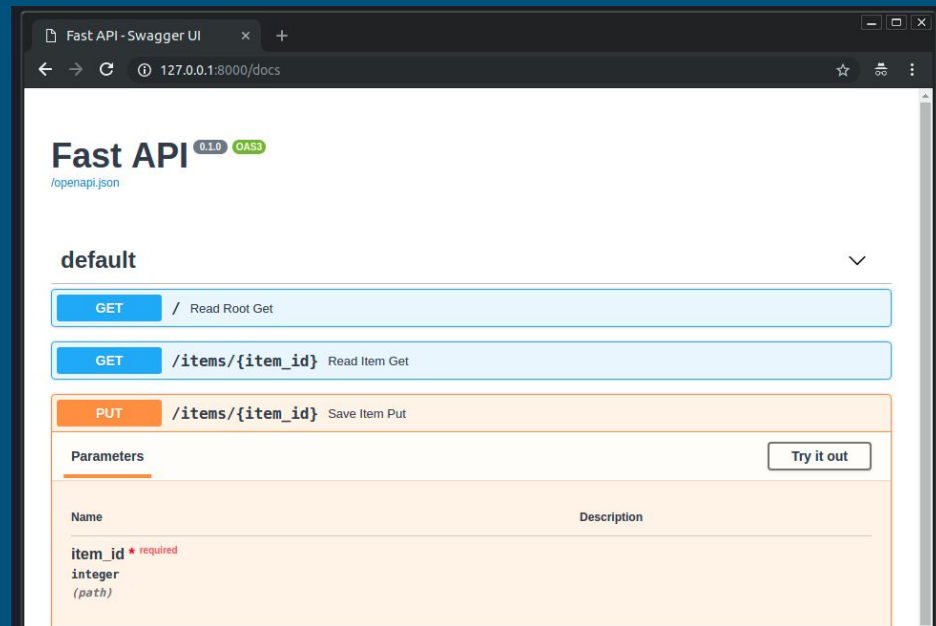 Fast API - Swagger UI
127.0.0.1:8000/docs
Fast API 0.1.0 OAS3
/openapi.json
default
GET / Read Root Get
GET /items/{item_id} Read Item Get
PUT /items/{item_id} Save Item Put
Parameters Try it out
Name Description
item_id * required
integer
(path)